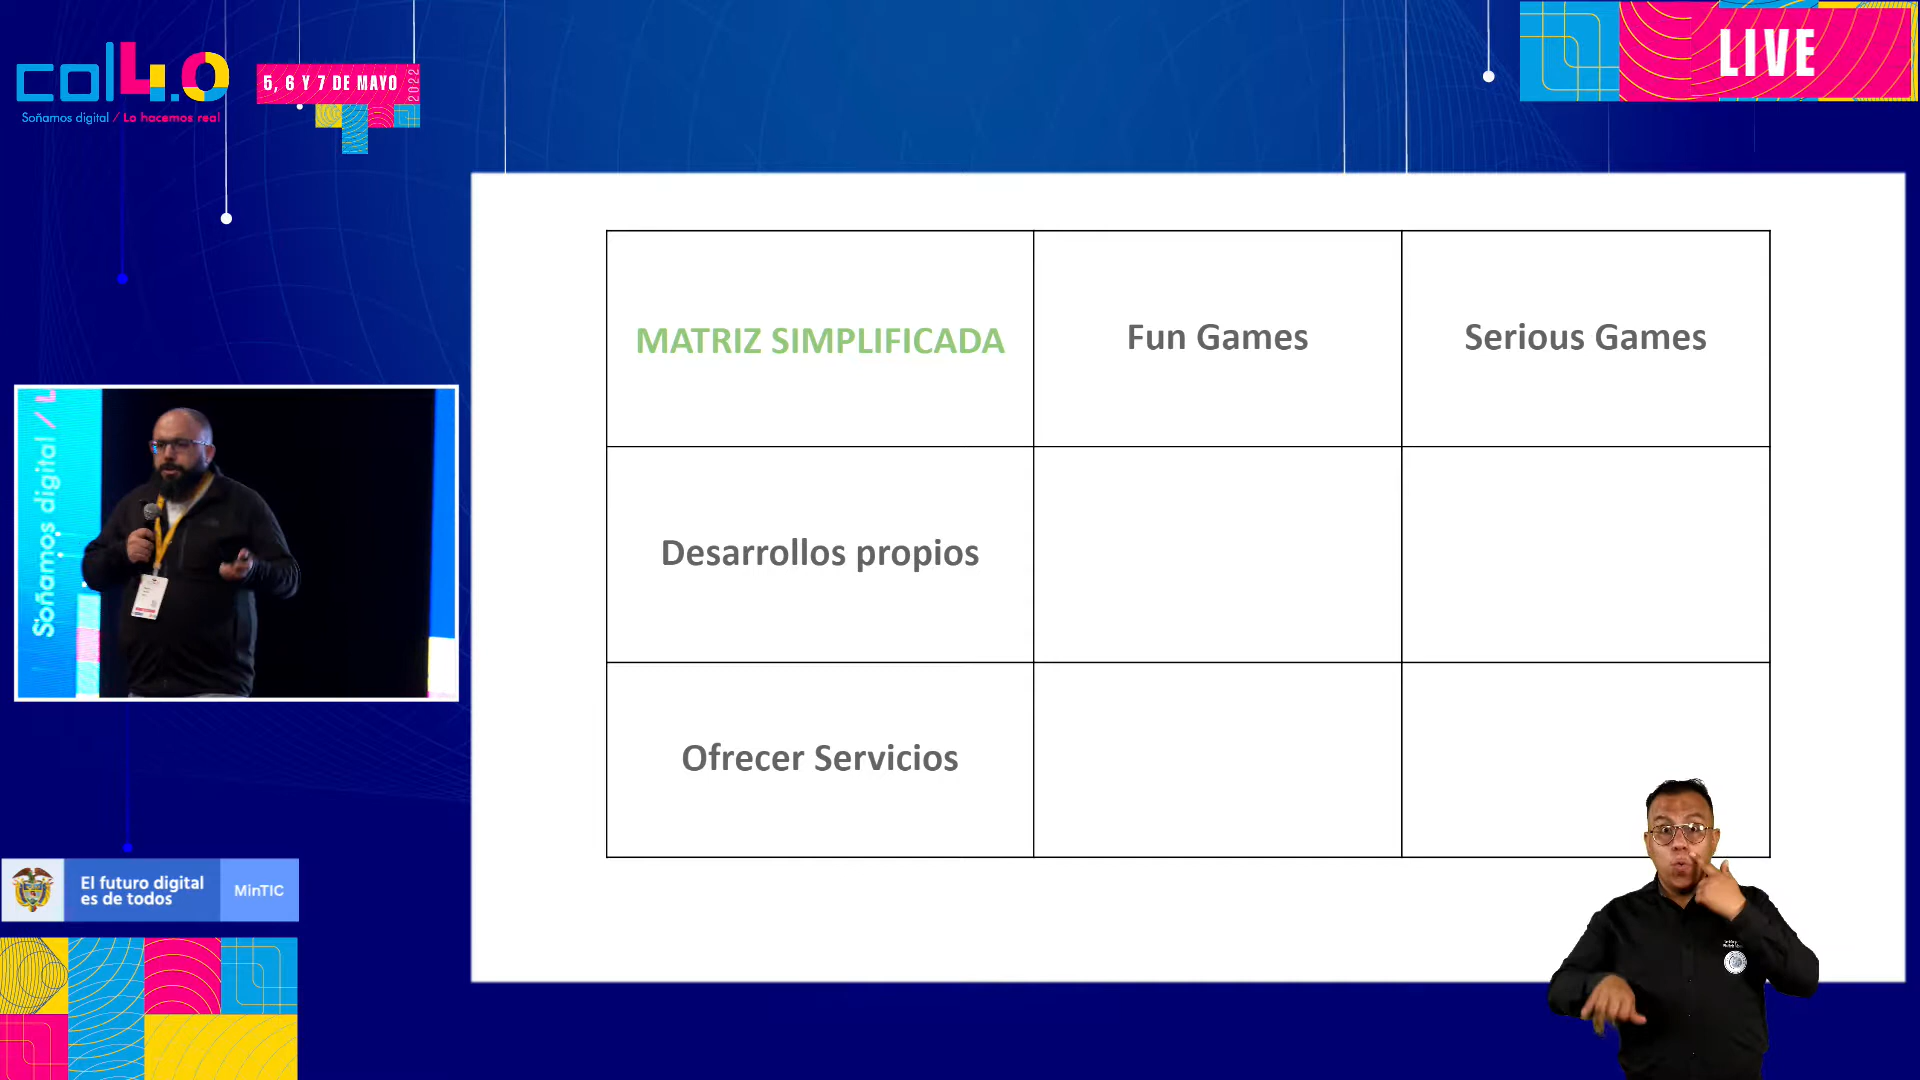 col4.0
Soñamos digital / Lo hacemos real
5, 6 Y 7 DE MAYO
2022
LIVE
MATRIZ SIMPLIFICADA
Fun Games
Serious Games
Desarrollos propios
Ofrecer Servicios
Soñamos digital /
El futuro digital
es de todos
MinTIC